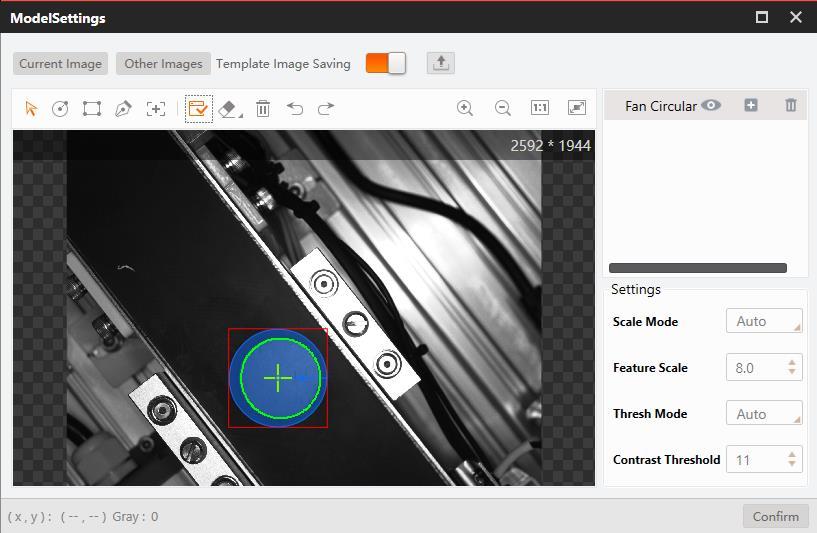 ModelSettings
Current Image Other Images Template Image Saving
1:1
Fan Circular
2592 * 1944
Settings
Scale Mode Auto
Feature Scale 8.0
Thresh Mode Auto
Contrast Threshold 11
( x , y ) : ( -- , -- ) Gray : 0
Confirm